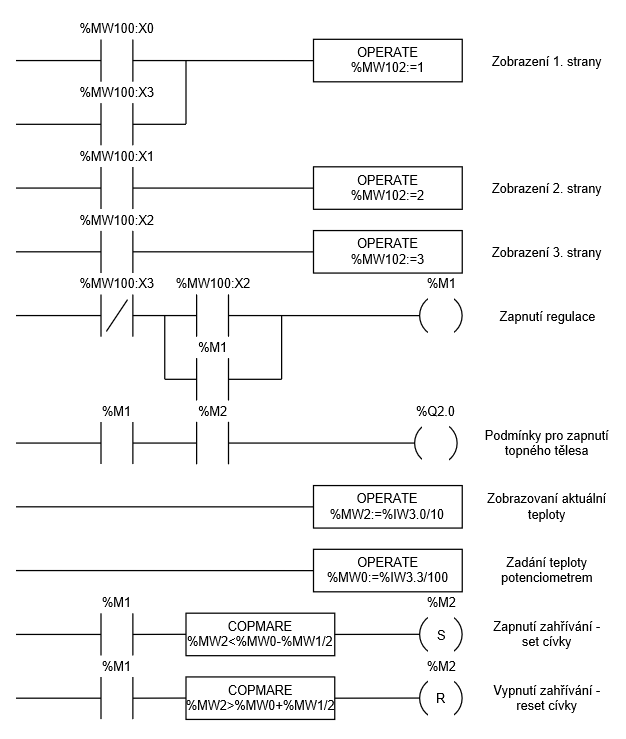 %MW100:X0
OPERATE
%MW102:=1
Zobrazení 1. strany
%MW100:X3
%MW100:X1
OPERATE
%MW102:=2
Zobrazení 2. strany
%MW100:X2
OPERATE
%MW102:=3
Zobrazení 3. strany
%MW100:X3
%MW100:X2
%M1
Zapnutí regulace
%M1
%M1
%M2
%Q2.0
Podmínky pro zapnutí
topného tělesa
OPERATE
%MW2:=%IW3.0/10
Zobrazovaní aktuální
teploty
OPERATE
%MW0:=%IW3.3/100
Zadání teploty
potenciometrem
%M1
COPMARE
%MW2<%MW0-%MW1/2
%M2
S
Zapnutí zahřívání -
set cívky
%M1
COPMARE
%MW2>%MW0+%MW1/2
%M2
R
Vypnutí zahřívání -
reset cívky